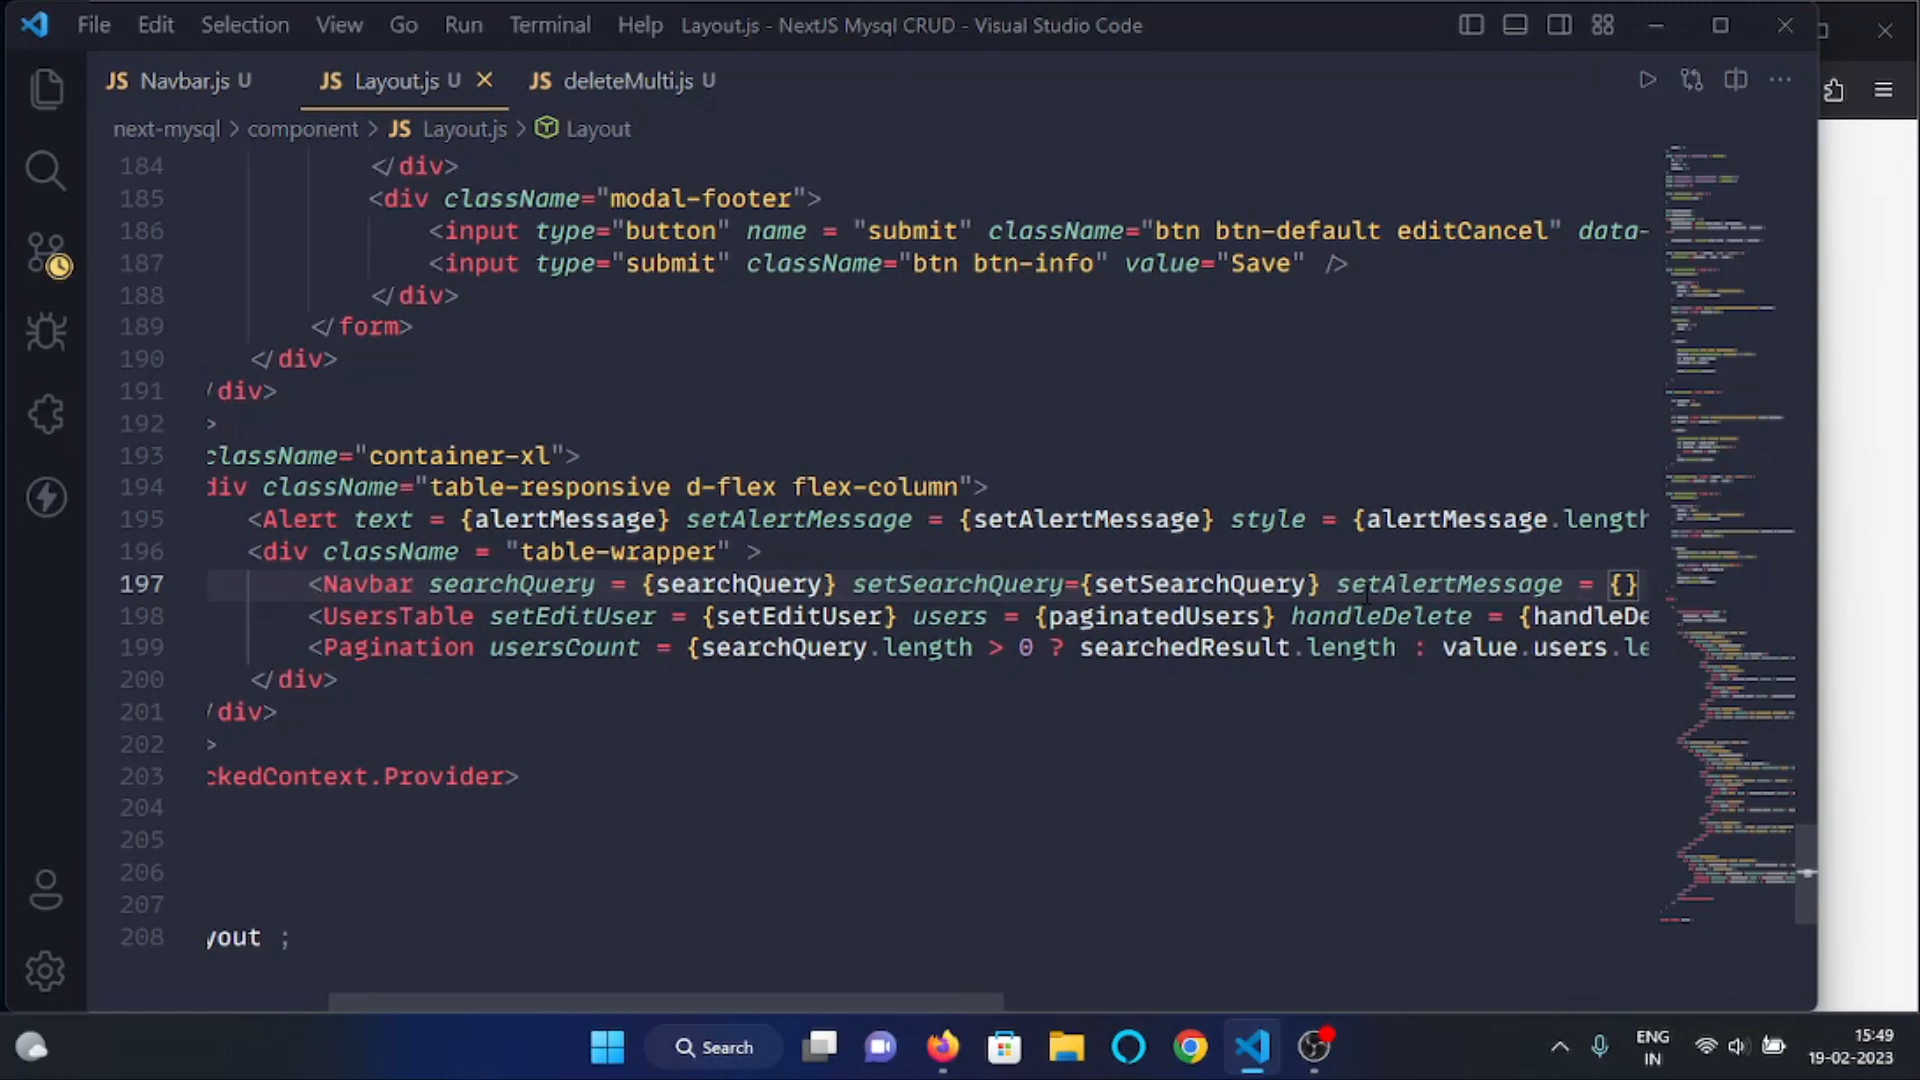 File Edit Selection View Go Run Terminal Help Layout.js - NextJS Mysql CRUD - Visual Studio Code
JS Navbar.js U JS Layout.js U JS deleteMulti.js U
next-mysql > component > JS Layout.js > Layout
184 </div>
185 <div className="modal-footer">
186 <input type="button" name = "submit" className="btn btn-default editCancel" data-
187 <input type="submit" className="btn btn-info" value="Save" />
188 </div>
189 </form>
190 </div>
191 /div>
192 >
193 className="container-xl">
194 div className="table-responsive d-flex flex-column">
195 <Alert text = {alertMessage} setAlertMessage = {setAlertMessage} style = {alertMessage.length
196 <div className = "table-wrapper" >
197 <Navbar searchQuery = {searchQuery} setSearchQuery={setSearchQuery} setAlertMessage = {}
198 <UsersTable setEditUser = {setEditUser} users = {paginatedUsers} handleDelete = {handleDe
199 <Pagination usersCount = {searchQuery.length > 0 ? searchedResult.length : value.users.le
200 </div>
201 /div>
202 >
203 ckedContext.Provider>
204
205
206
207
208 yout ;
Search
ENG
IN
15:49
19-02-2023